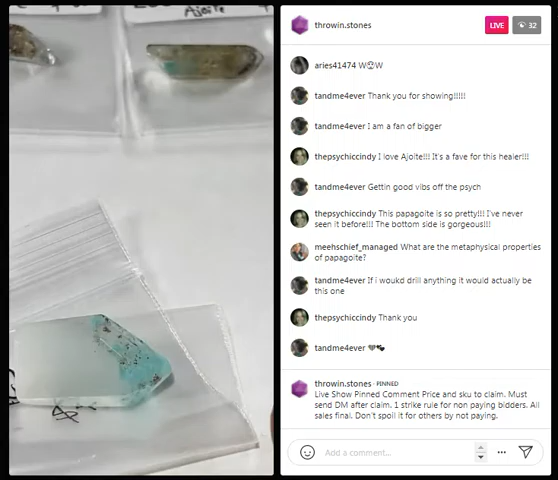 Ajoite
throwin.stones
LIVE
32
aries41474 W😍W
tandme4ever Thank you for showing!!!!!
tandme4ever I am a fan of bigger
thepsychiccindy I love Ajoite!!! It's a fave for this healer!!!
tandme4ever Gettin good vibs off the psych
thepsychiccindy This papagoite is so pretty!!! I've never
seen it before!!! The bottom side is gorgeous!!!
meehschief_managed What are the metaphysical properties
of papagoite?
tandme4ever If i woukd drill anything it would actually be
this one
thepsychiccindy Thank you
tandme4ever
throwin.stones · PINNED
Live Show Pinned Comment Price and sku to claim. Must
send DM after claim. 1 strike rule for non paying bidders. All
sales final. Don't spoil it for others by not paying.
Add a comment...